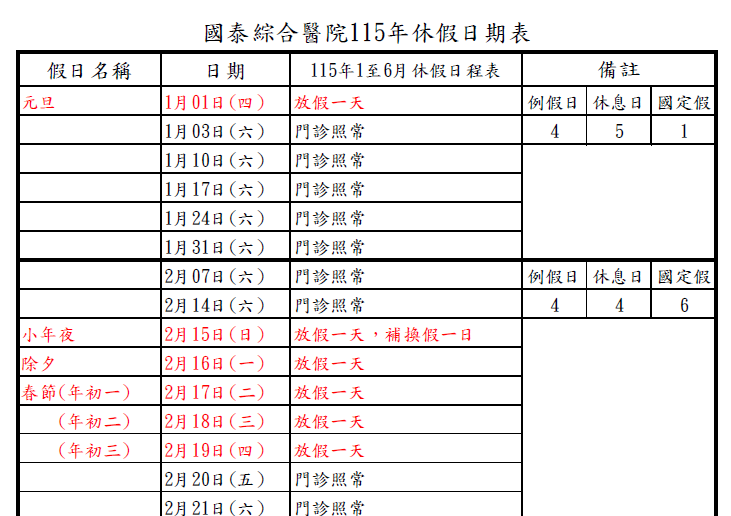 國泰綜合醫院115年休假日期表
假日名稱 日期 115年1至6月休假日程表 備註
元旦 1月01日(四) 放假一天 例假日 休息日 國定假
1月03日(六) 門診照常 4 5 1
1月10日(六) 門診照常
1月17日(六) 門診照常
1月24日(六) 門診照常
1月31日(六) 門診照常
2月07日(六) 門診照常 例假日 休息日 國定假
2月14日(六) 門診照常 4 4 6
小年夜 2月15日(日) 放假一天，補換假一日
除夕 2月16日(一) 放假一天
春節(年初一) 2月17日(二) 放假一天
(年初二) 2月18日(三) 放假一天
(年初三) 2月19日(四) 放假一天
2月20日(五) 門診照常
2月21日(六) 門診照常